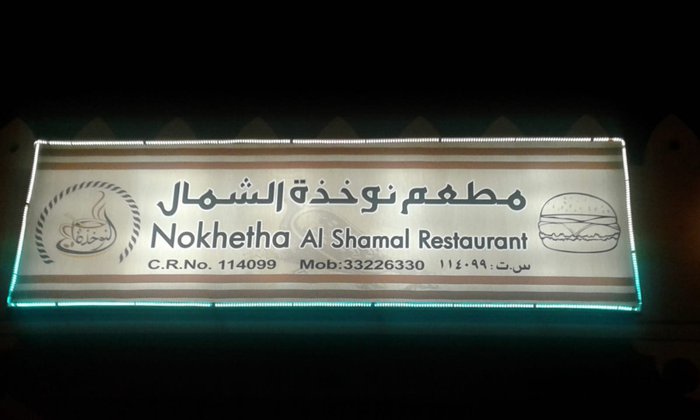 مطعم نوخذة الشمال
Nokhetha Al Shamal Restaurant
C.R.No. 114099 Mob:33226330 س.ت: ١١٤٠٩٩